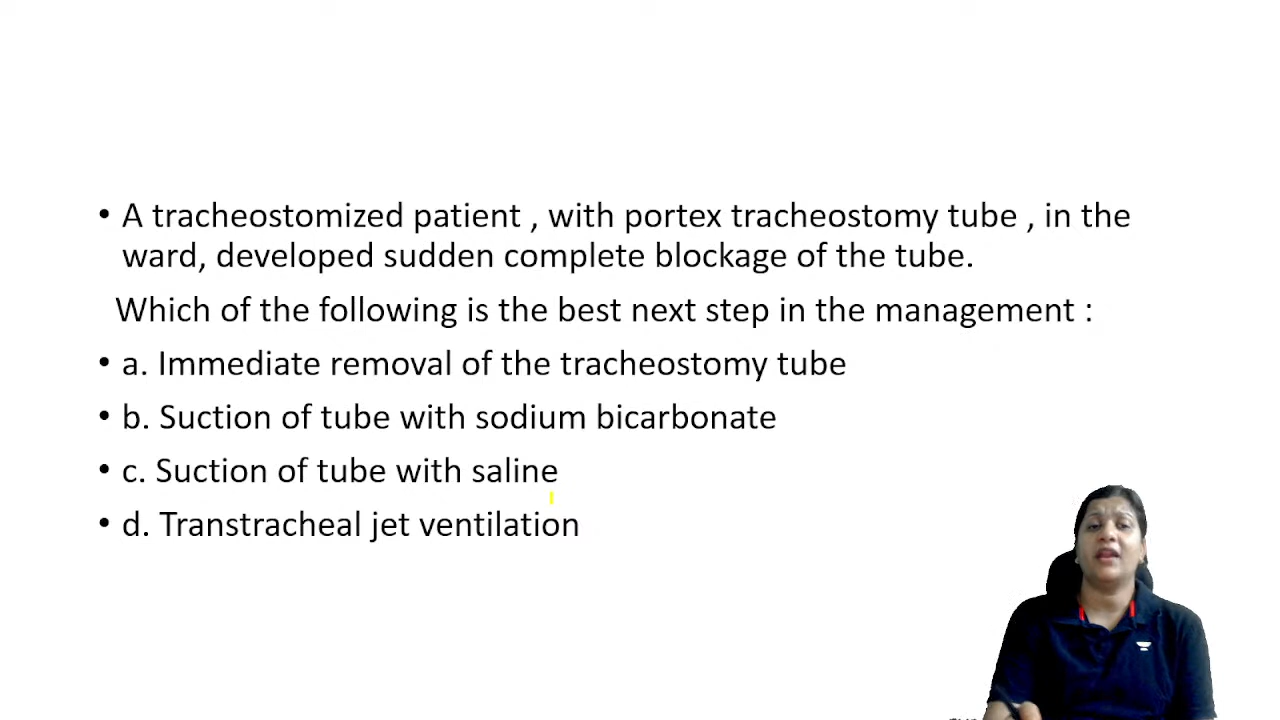 • A tracheostomized patient , with portex tracheostomy tube , in the
ward, developed sudden complete blockage of the tube.
Which of the following is the best next step in the management :
• a. Immediate removal of the tracheostomy tube
• b. Suction of tube with sodium bicarbonate
• c. Suction of tube with saline
• d. Transtracheal jet ventilation